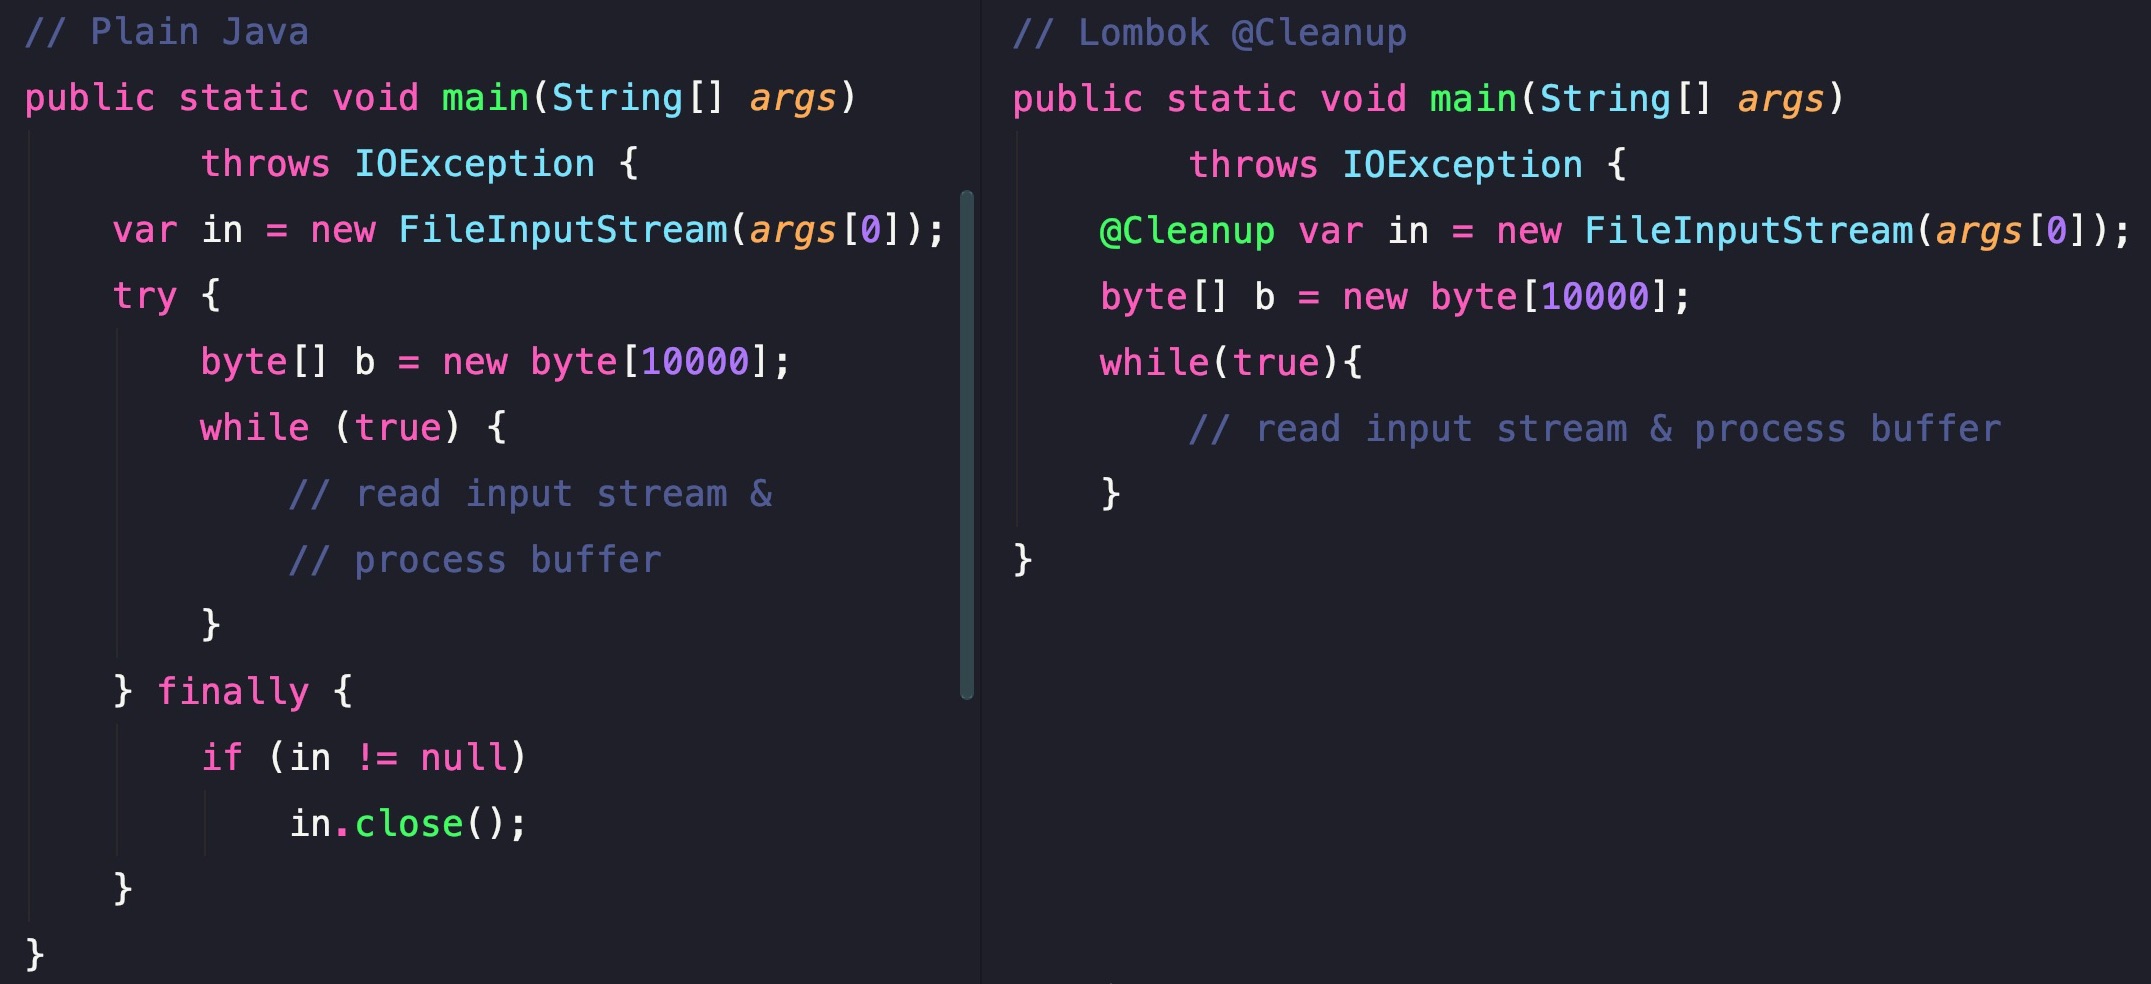 // Plain Java
public static void main(String[] args)
        throws IOException {
    var in = new FileInputStream(args[0]);
    try {
        byte[] b = new byte[10000];
        while (true) {
            // read input stream &
            // process buffer
        }
    } finally {
        if (in != null)
            in.close();
    }
}
// Lombok @Cleanup
public static void main(String[] args)
        throws IOException {
    @Cleanup var in = new FileInputStream(args[0]);
    byte[] b = new byte[10000];
    while(true){
        // read input stream & process buffer
    }
}